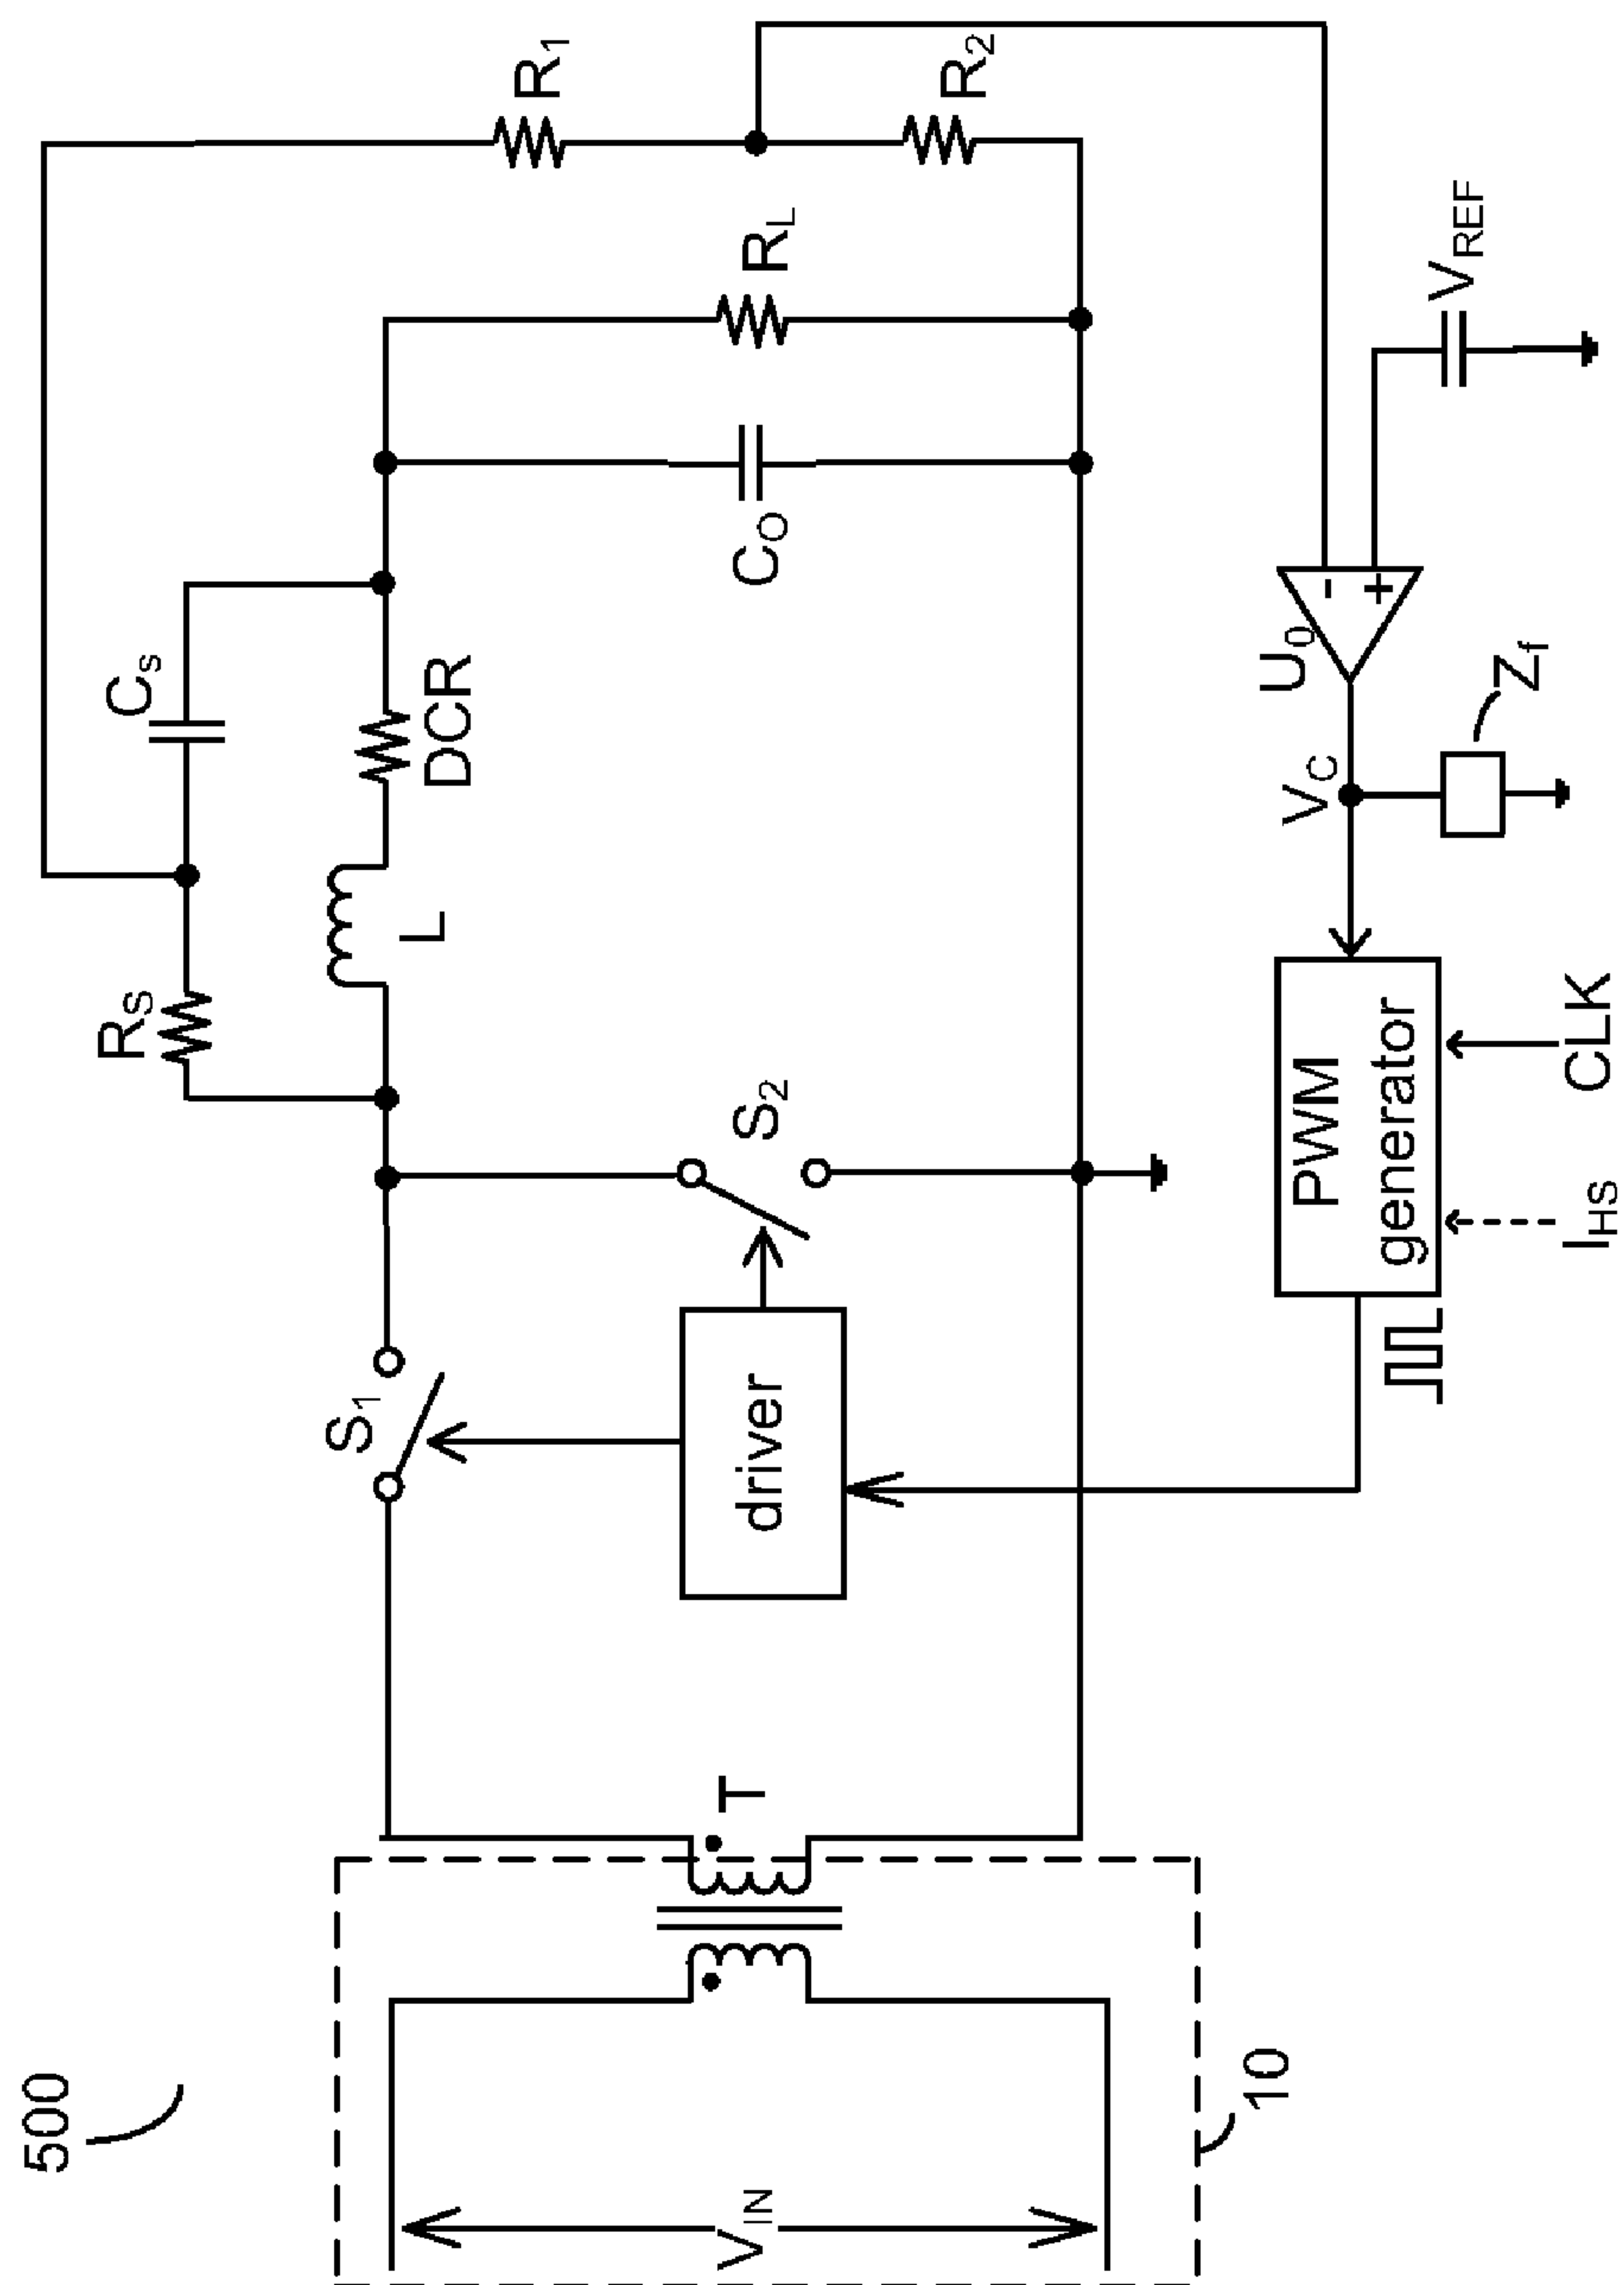 500
V_IN
10
T
S₁
driver
S₂
R_S
C_s
L
DCR
C_O
R_L
R₁
R₂
PWM
generator
I_HS
CLK
V_C
U₀
-
+
Z_f
V_REF